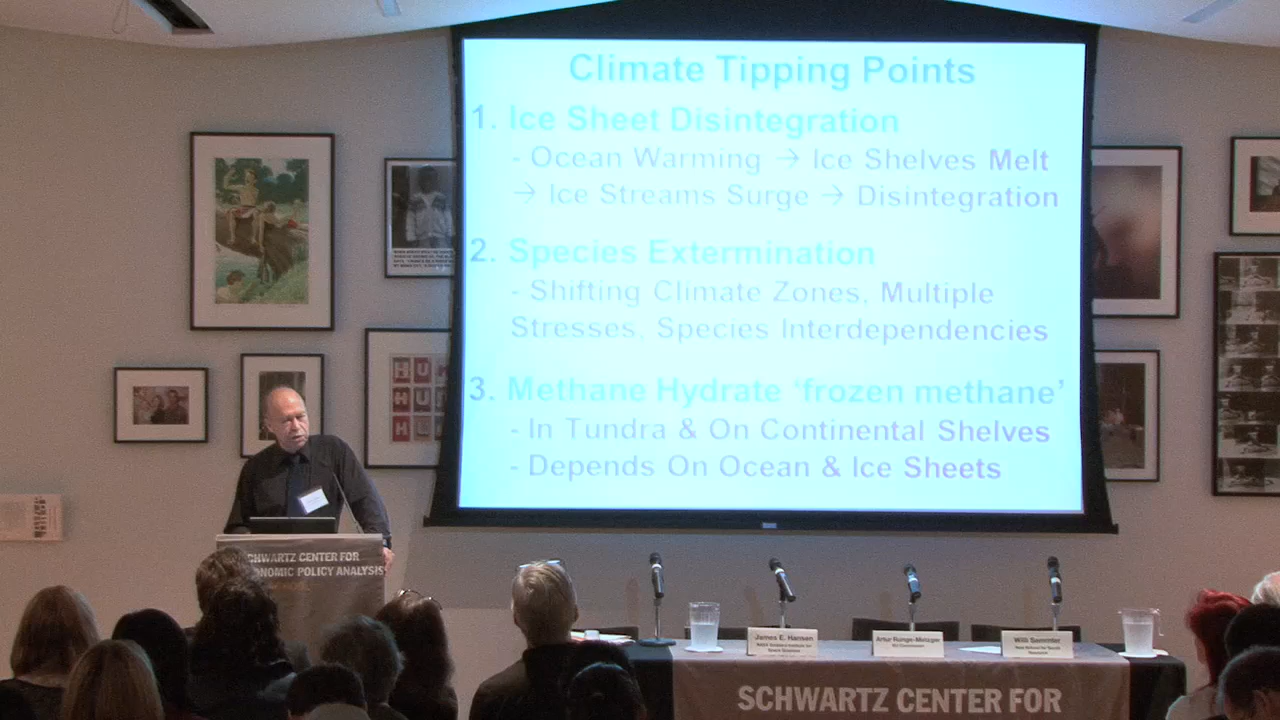 Climate Tipping Points
1. Ice Sheet Disintegration
- Ocean Warming → Ice Shelves Melt
→ Ice Streams Surge → Disintegration
2. Species Extermination
- Shifting Climate Zones, Multiple
Stresses, Species Interdependencies
3. Methane Hydrate ‘frozen methane’
- In Tundra & On Continental Shelves
- Depends On Ocean & Ice Sheets
SCHWARTZ CENTER FOR
ECONOMIC POLICY ANALYSIS
James E. Hansen
Artur Runge-Metzger
Willi Semmler
SCHWARTZ CENTER FOR